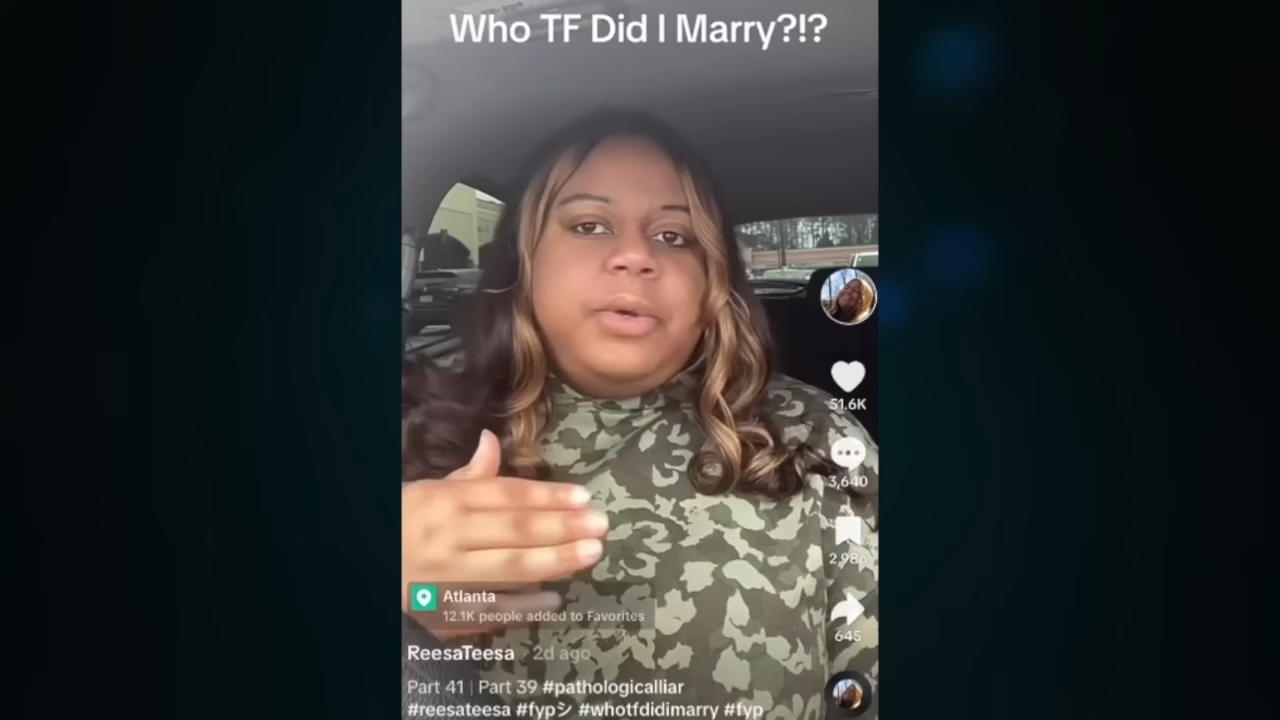 Who TF Did I Marry?!?
51.6K
3,640
2,986
645
Atlanta
12.1K people added to Favorites
ReesaTeesa · 2d ago
Part 41 | Part 39 #pathologicalliar
#reesateesa #fypシ #whotfdidimarry #fyp